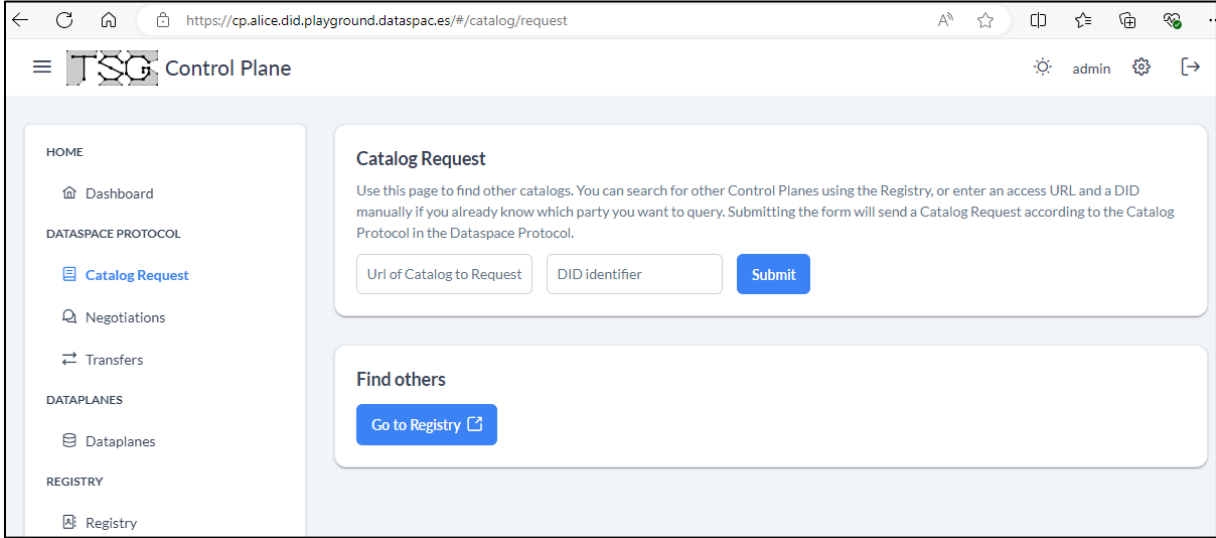 https://cp.alice.did.playground.dataspac.es/#/catalog/request
TSG Control Plane
admin
HOME
Dashboard
DATASPACE PROTOCOL
Catalog Request
Negotiations
Transfers
DATAPLANES
Dataplanes
REGISTRY
Registry
Catalog Request
Use this page to find other catalogs. You can search for other Control Planes using the Registry, or enter an access URL and a DID
manually if you already know which party you want to query. Submitting the form will send a Catalog Request according to the Catalog
Protocol in the Dataspace Protocol.
Url of Catalog to Request DID identifier Submit
Find others
Go to Registry